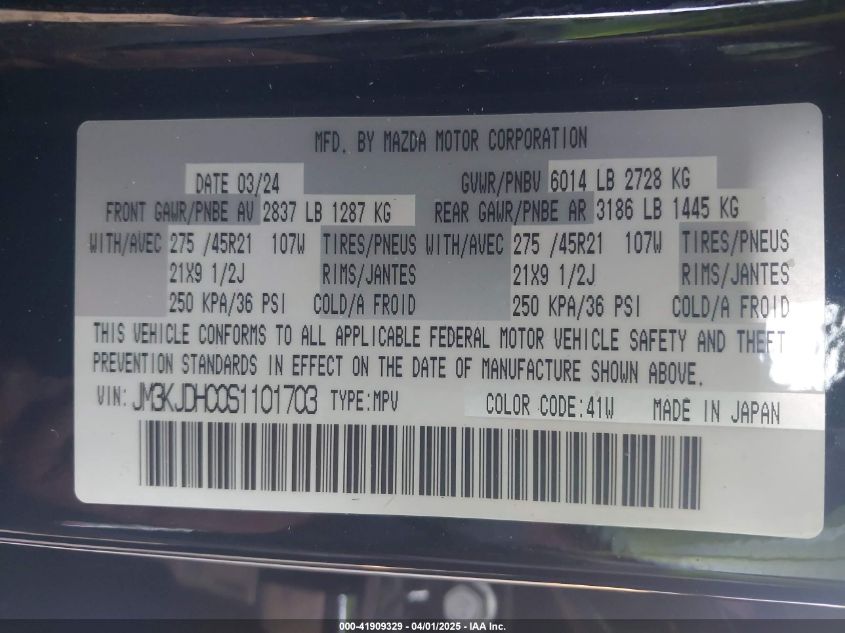 MFD. BY MAZDA MOTOR CORPORATION
DATE 03/24 GVWR/PNBV 6014 LB 2728 KG
FRONT GAWR/PNBE AV 2837 LB 1287 KG REAR GAWR/PNBE AR 3186 LB 1445 KG
WITH/AVEC 275 /45R21 107W TIRES/PNEUS WITH/AVEC 275 /45R21 107W TIRES/PNEUS
21X9 1/2J RIMS/JANTES 21X9 1/2J RIMS/JANTES
250 KPA/36 PSI COLD/A FROID 250 KPA/36 PSI COLD/A FROID
THIS VEHICLE CONFORMS TO ALL APPLICABLE FEDERAL MOTOR VEHICLE SAFETY AND THEFT
PREVENTION STANDARDS IN EFFECT ON THE DATE OF MANUFACTURE SHOWN ABOVE.
VIN: JM3KJDHC0S1101703 TYPE:MPV COLOR CODE:41W MADE IN JAPAN
000-41909329 - 04/01/2025 - IAA Inc.